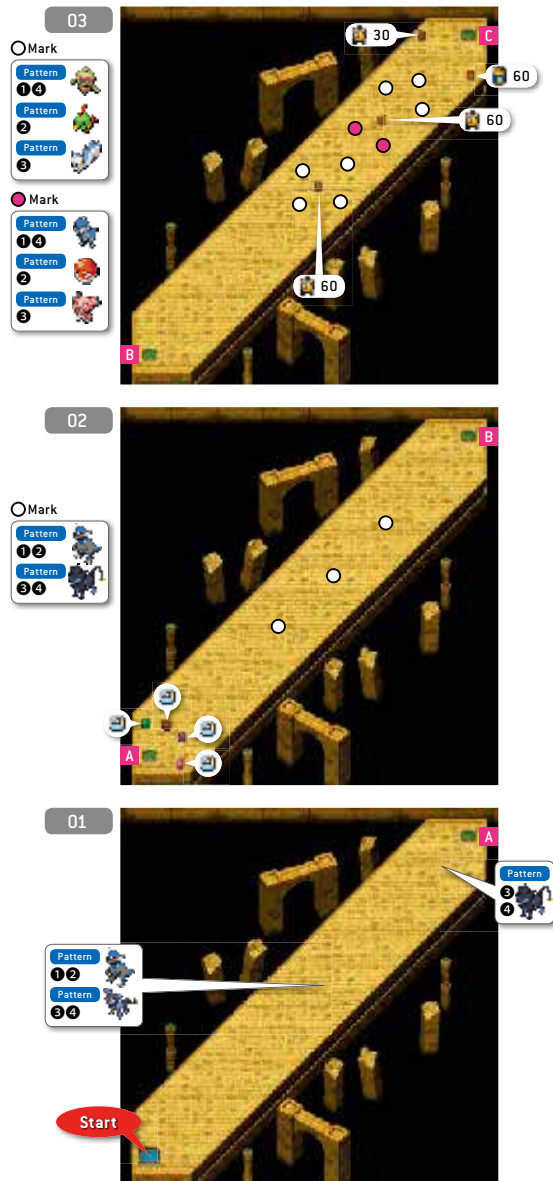 03
Mark
Pattern
❶❹
Pattern
❷
Pattern
❸
Mark
Pattern
❶❹
Pattern
❷
Pattern
❸
30
C
60
60
60
B
02
Mark
Pattern
❶❷
Pattern
❸❹
B
A
01
A
Pattern
❸
❹
Pattern
❶❷
Pattern
❸❹
Start